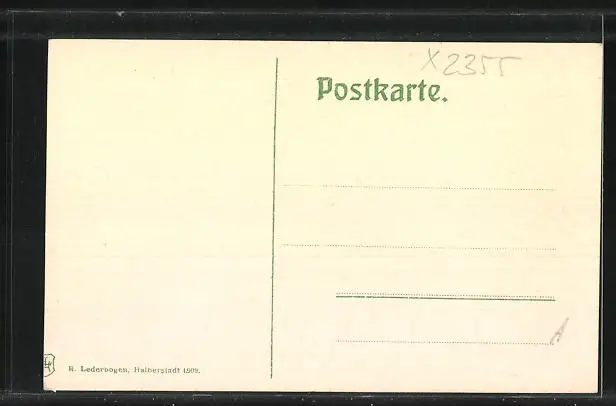 X2355
Postkarte.
A
R. Lederbogen, Halberstadt 1909.